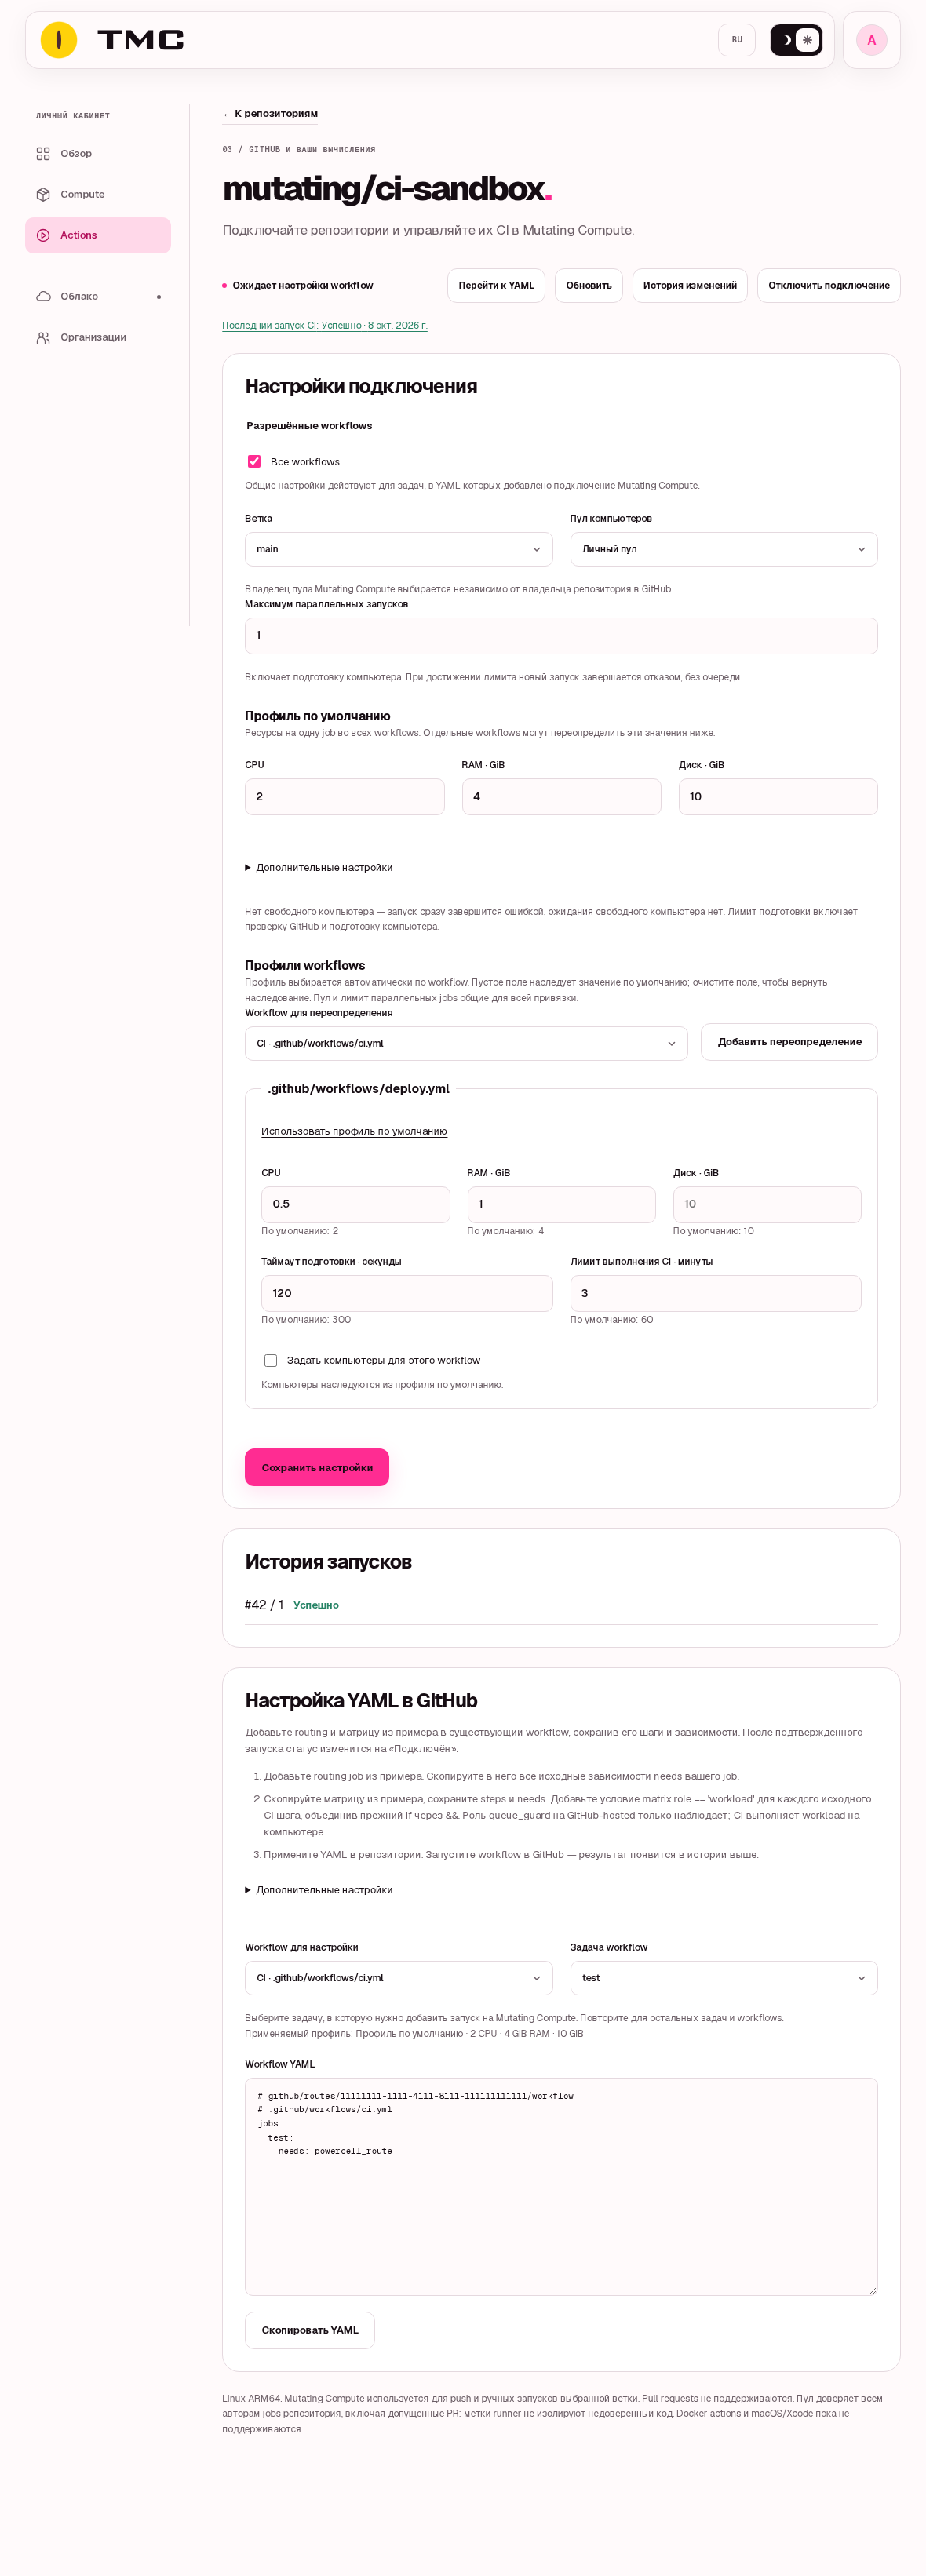 TMC
RU
A
ЛИЧНЫЙ КАБИНЕТ
Обзор
Compute
Actions
Облако
Организации
← К репозиториям
03 / GITHUB И ВАШИ ВЫЧИСЛЕНИЯ
mutating/ci-sandbox.
Подключайте репозитории и управляйте их CI в Mutating Compute.
Ожидает настройки workflow
Перейти к YAML
Обновить
История изменений
Отключить подключение
Последний запуск CI: Успешно · 8 окт. 2026 г.
Настройки подключения
Разрешённые workflows
Все workflows
Общие настройки действуют для задач, в YAML которых добавлено подключение Mutating Compute.
Ветка
Пул компьютеров
main
Личный пул
Владелец пула Mutating Compute выбирается независимо от владельца репозитория в GitHub.
Максимум параллельных запусков
1
Включает подготовку компьютера. При достижении лимита новый запуск завершается отказом, без очереди.
Профиль по умолчанию
Ресурсы на одну job во всех workflows. Отдельные workflows могут переопределить эти значения ниже.
CPU
RAM · GiB
Диск · GiB
2
4
10
Дополнительные настройки
Нет свободного компьютера — запуск сразу завершится ошибкой, ожидания свободного компьютера нет. Лимит подготовки включает
проверку GitHub и подготовку компьютера.
Профили workflows
Профиль выбирается автоматически по workflow. Пустое поле наследует значение по умолчанию; очистите поле, чтобы вернуть
наследование. Пул и лимит параллельных jobs общие для всей привязки.
Workflow для переопределения
CI · .github/workflows/ci.yml
Добавить переопределение
.github/workflows/deploy.yml
Использовать профиль по умолчанию
CPU
RAM · GiB
Диск · GiB
0.5
1
10
По умолчанию: 2
По умолчанию: 4
По умолчанию: 10
Таймаут подготовки · секунды
Лимит выполнения CI · минуты
120
3
По умолчанию: 300
По умолчанию: 60
Задать компьютеры для этого workflow
Компьютеры наследуются из профиля по умолчанию.
Сохранить настройки
История запусков
#42 / 1
Успешно
Настройка YAML в GitHub
Добавьте routing и матрицу из примера в существующий workflow, сохранив его шаги и зависимости. После подтверждённого
запуска статус изменится на «Подключён».
1. Добавьте routing job из примера. Скопируйте в него все исходные зависимости needs вашего job.
2. Скопируйте матрицу из примера, сохраните steps и needs. Добавьте условие matrix.role == 'workload' для каждого исходного
CI шага, объединив прежний if через &&. Роль queue_guard на GitHub-hosted только наблюдает; CI выполняет workload на
компьютере.
3. Примените YAML в репозитории. Запустите workflow в GitHub — результат появится в истории выше.
Дополнительные настройки
Workflow для настройки
Задача workflow
CI · .github/workflows/ci.yml
test
Выберите задачу, в которую нужно добавить запуск на Mutating Compute. Повторите для остальных задач и workflows.
Применяемый профиль: Профиль по умолчанию · 2 CPU · 4 GiB RAM · 10 GiB
Workflow YAML
# github/routes/11111111-1111-4111-8111-111111111111/workflow
# .github/workflows/ci.yml
jobs:
test:
needs: powercell_route
Скопировать YAML
Linux ARM64. Mutating Compute используется для push и ручных запусков выбранной ветки. Pull requests не поддерживаются. Пул доверяет всем
авторам jobs репозитория, включая допущенные PR: метки runner не изолируют недоверенный код. Docker actions и macOS/Xcode пока не
поддерживаются.